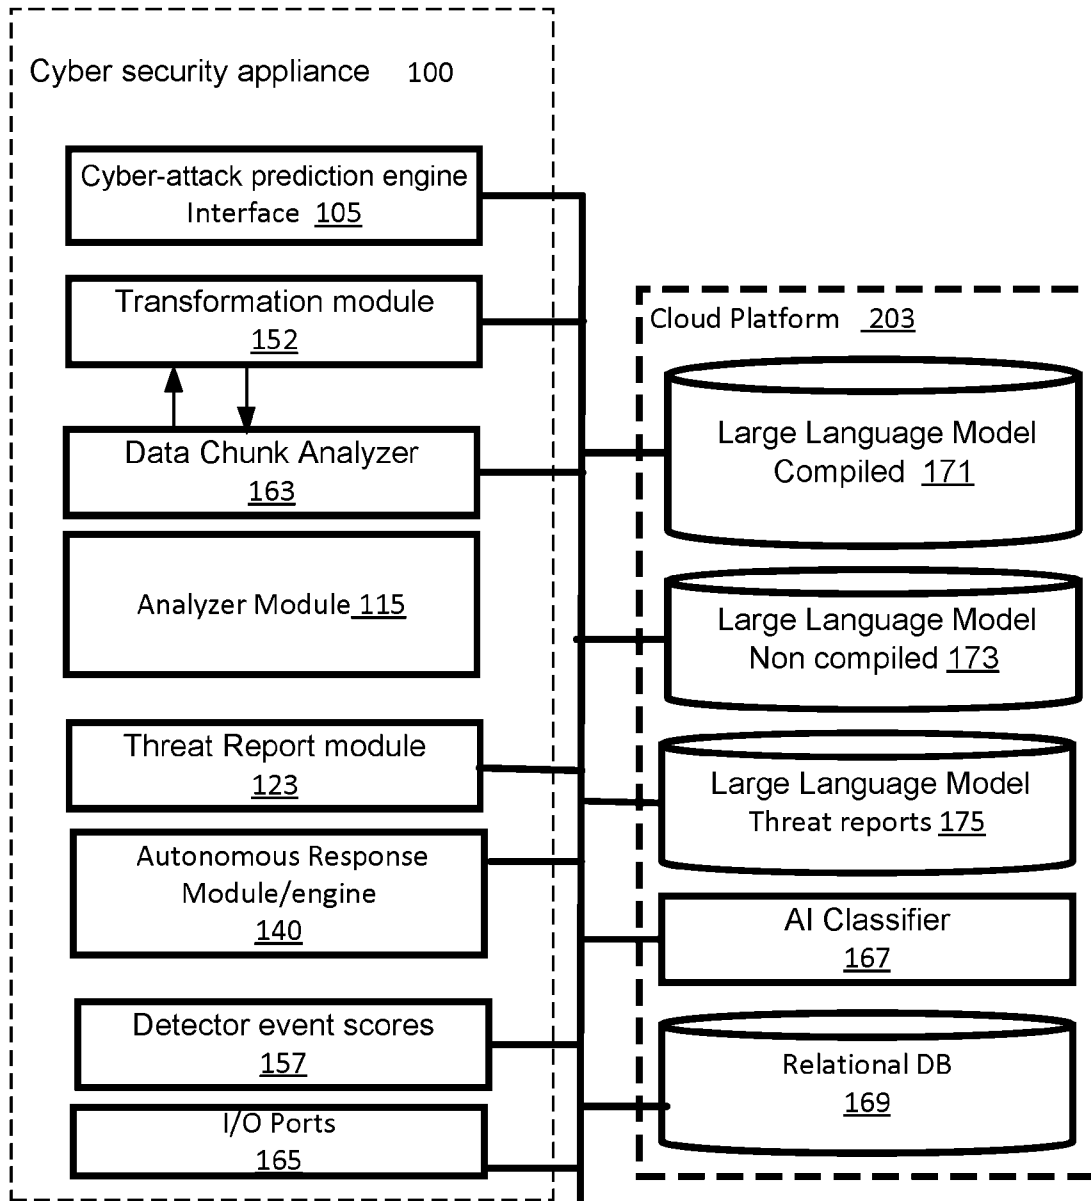 Cyber security appliance 100
Cyber-attack prediction engine
Interface 105
Transformation module
152
Data Chunk Analyzer
163
Analyzer Module 115
Threat Report module
123
Autonomous Response
Module/engine
140
Detector event scores
157
I/O Ports
165
Cloud Platform 203
Large Language Model
Compiled 171
Large Language Model
Non compiled 173
Large Language Model
Threat reports 175
AI Classifier
167
Relational DB
169